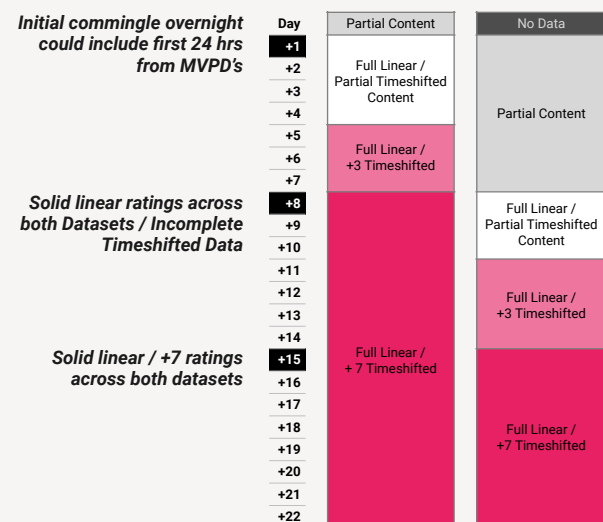 Initial commingle overnight
could include first 24 hrs
from MVPD's
Solid linear ratings across
both Datasets / Incomplete
Timeshifted Data
Solid linear / +7 ratings
across both datasets
Day
+1
+2
+3
+4
+5
+6
+7
+8
+9
+10
+11
+12
+13
+14
+15
+16
+17
+18
+19
+20
+21
+22
Partial Content
Full Linear /
Partial Timeshifted
Content
Full Linear /
+3 Timeshifted
Full Linear /
+ 7 Timeshifted
No Data
Partial Content
Full Linear /
Partial Timeshifted
Content
Full Linear /
+3 Timeshifted
Full Linear /
+7 Timeshifted